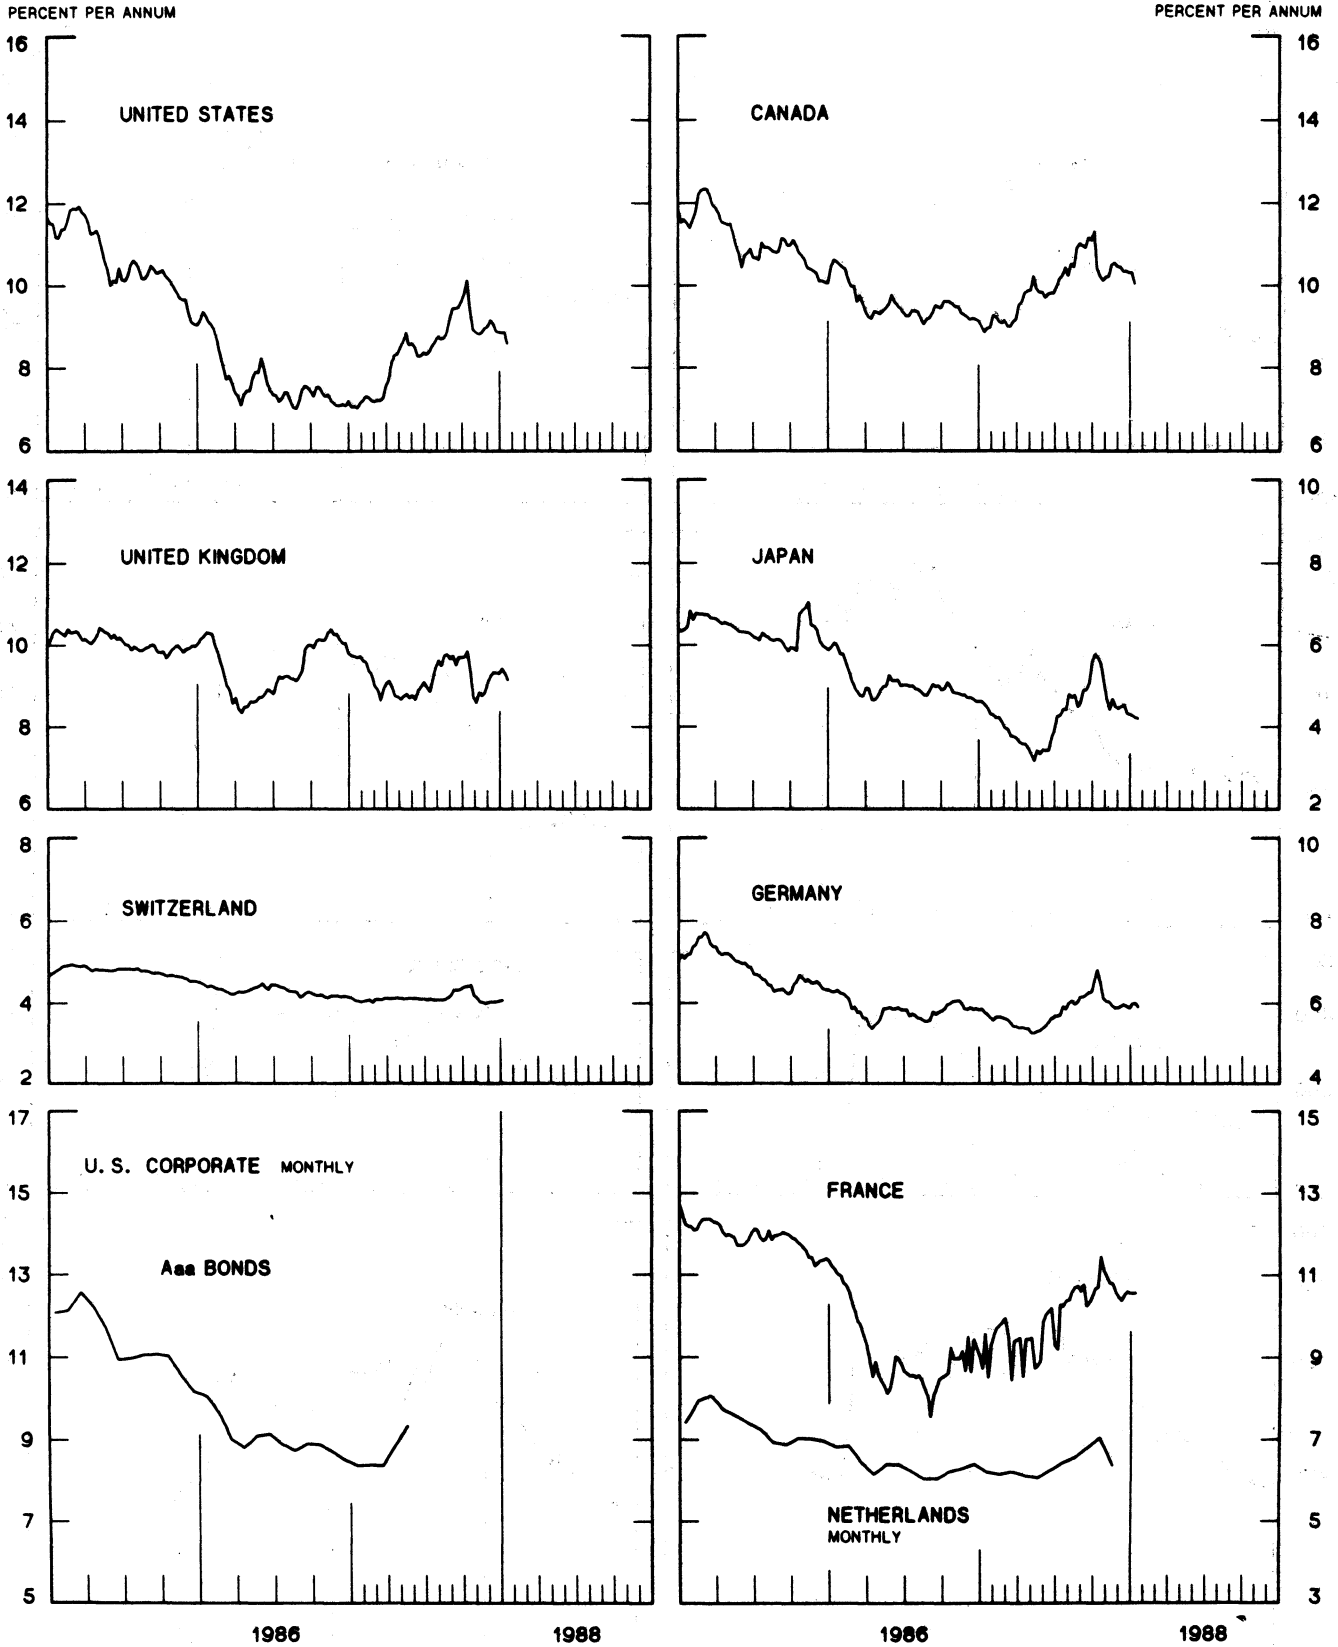 PERCENT PER ANNUM PERCENT PER ANNUM
16 16
UNITED STATES CANADA
14 14
12 12
10 10
8 8
6 6
14 10
UNITED KINGDOM JAPAN
12 8
10 6
8 4
6 2
8 10
SWITZERLAND GERMANY
6 8
4 6
2 4
17 15
U.S. CORPORATE MONTHLY
FRANCE
15 13
Aaa BONDS
13 11
11 9
9 7
NETHERLANDS
7 5
MONTHLY
5 3
1986 1988 1986 1988